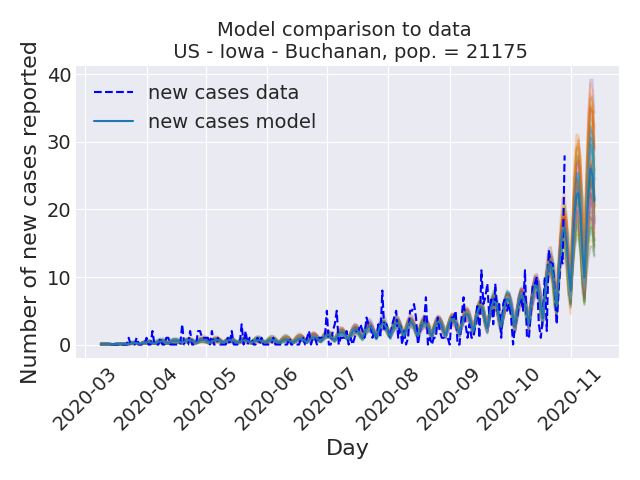 Model comparison to data
US - Iowa - Buchanan, pop. = 21175
Number of new cases reported
40
30
20
10
0
new cases data
new cases model
2020-03
2020-04
2020-05
2020-06
2020-07
2020-08
2020-09
2020-10
2020-11
Day